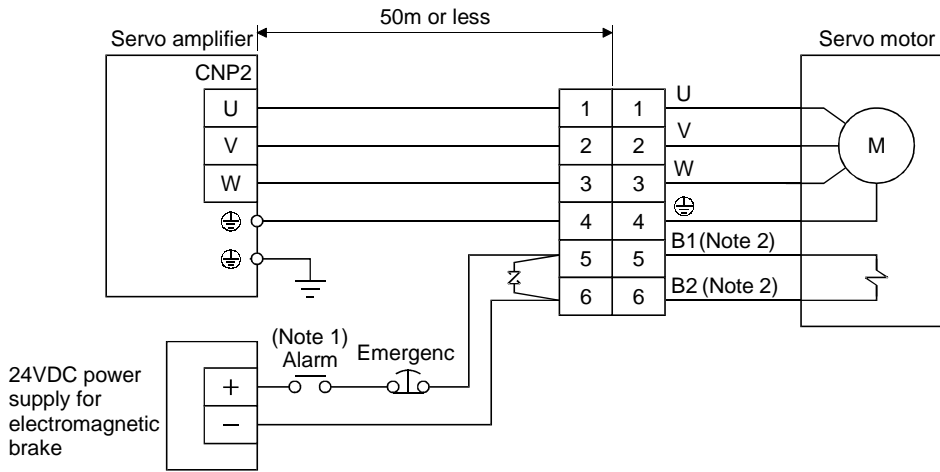 50m or less
Servo amplifier
Servo motor
CNP2
U
V
W
1 1
2 2
3 3
4 4
5 5
6 6
U
V
W
B1(Note 2)
B2 (Note 2)
M
(Note 1)
Alarm
Emergenc
24VDC power
supply for
electromagnetic
brake
+
−